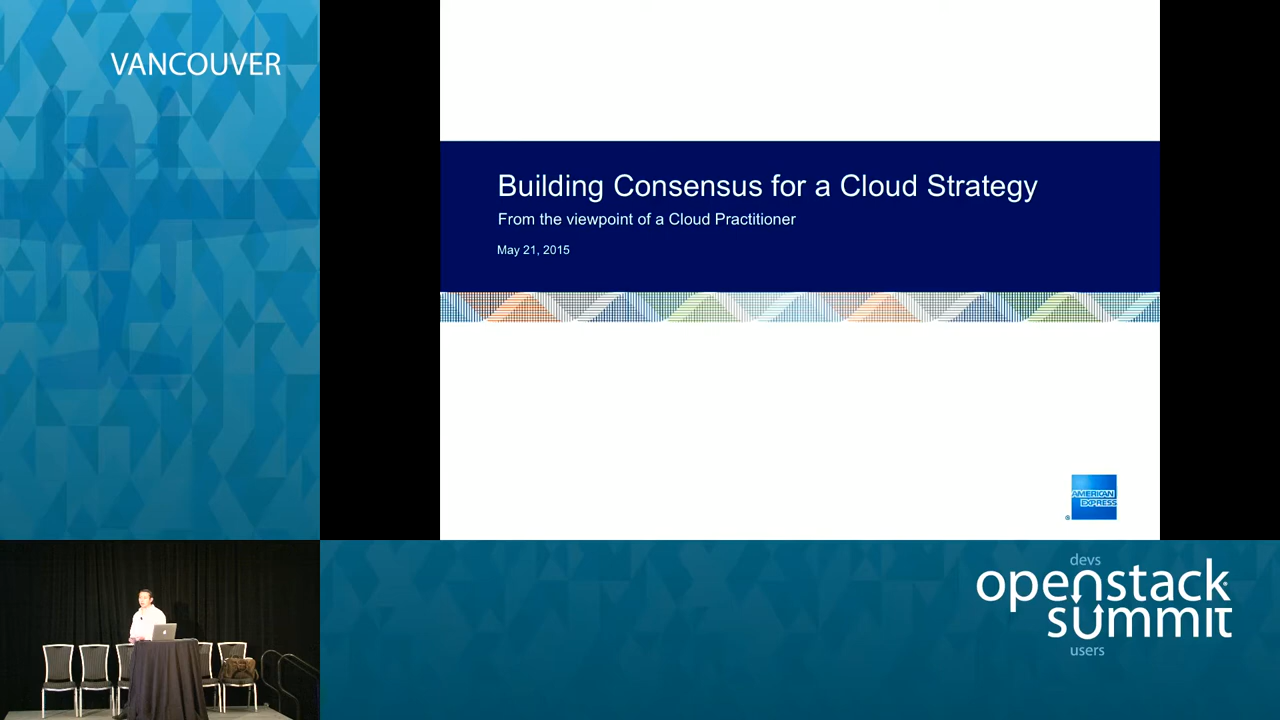 VANCOUVER
Building Consensus for a Cloud Strategy
From the viewpoint of a Cloud Practitioner
May 21, 2015
AMERICAN
EXPRESS
®
devs
openstack
summit
users